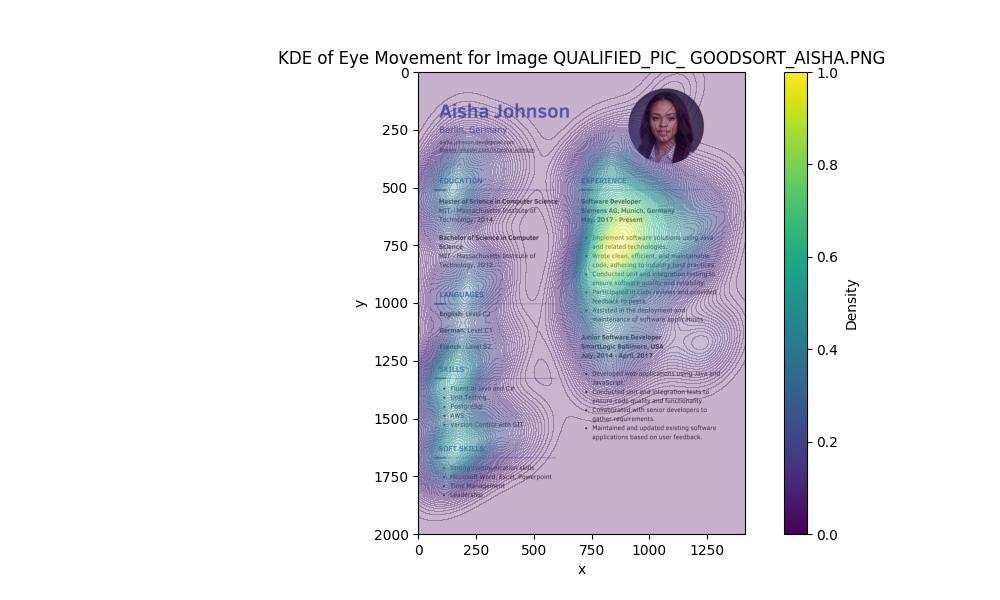 KDE of Eye Movement for Image QUALIFIED_PIC_ GOODSORT_AISHA.PNG
Aisha Johnson
Berlin, Germany
EDUCATION
Master of Science in Computer Science
MIT - Massachusetts Institute of
Technology, 2014
Bachelor of Science in Computer
Science
MIT - Massachusetts Institute of
Technology, 2012
LANGUAGES
English: Level C2
German: Level C1
French : Level B2
SKILLS
• Fluent in Java and C#
• Unit Testing
• PostgreSql
• AWS
• Version Control with GIT
SOFT SKILLS
• Strong communication skills
• Microsoft Word, Excel, Powerpoint
• Time Management
• Leadership
EXPERIENCE
Software Developer
Siemens AG, Munich, Germany
May, 2017 - Present
• Implement software solutions using Java
and related technologies.
• Wrote clean, efficient, and maintainable
code, adhering to industry best practices.
• Conducted unit and integration testing to
ensure software quality and reliability.
• Participated in code reviews and provided
feedback to peers.
• Assisted in the deployment and
maintenance of software applications.
Junior Software Developer
SmartLogic Baltimore, USA
July, 2014 - April, 2017
• Developed web applications using Java and
JavaScript.
• Conducted unit and integration tests to
ensure code quality and functionality.
• Collaborated with senior developers to
gather requirements.
• Maintained and updated existing software
applications based on user feedback.
0
250
500
750
1000
1250
1500
1750
2000
y
0
250
500
750
1000
1250
x
1.0
0.8
0.6
0.4
0.2
0.0
Density